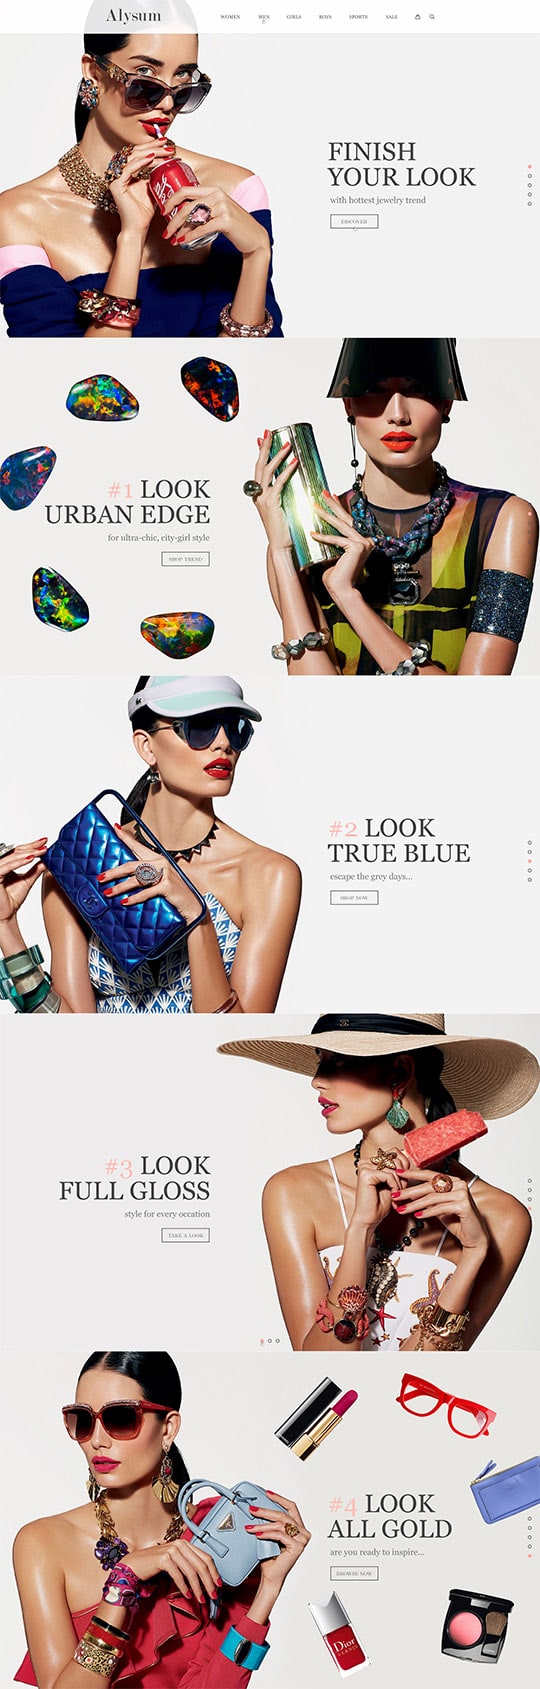 Alysum
WOMEN MEN GIRLS BOYS SPORTS SALE
FINISH
YOUR LOOK
with hottest jewelry trend
DISCOVER
#1 LOOK
URBAN EDGE
for ultra-chic, city-girl style
SHOP TREND
#2 LOOK
TRUE BLUE
escape the grey days...
SHOP NOW
#3 LOOK
FULL GLOSS
style for every occation
TAKE A LOOK
#4 LOOK
ALL GOLD
are you ready to inspire...
BROWSE NOW
Dior